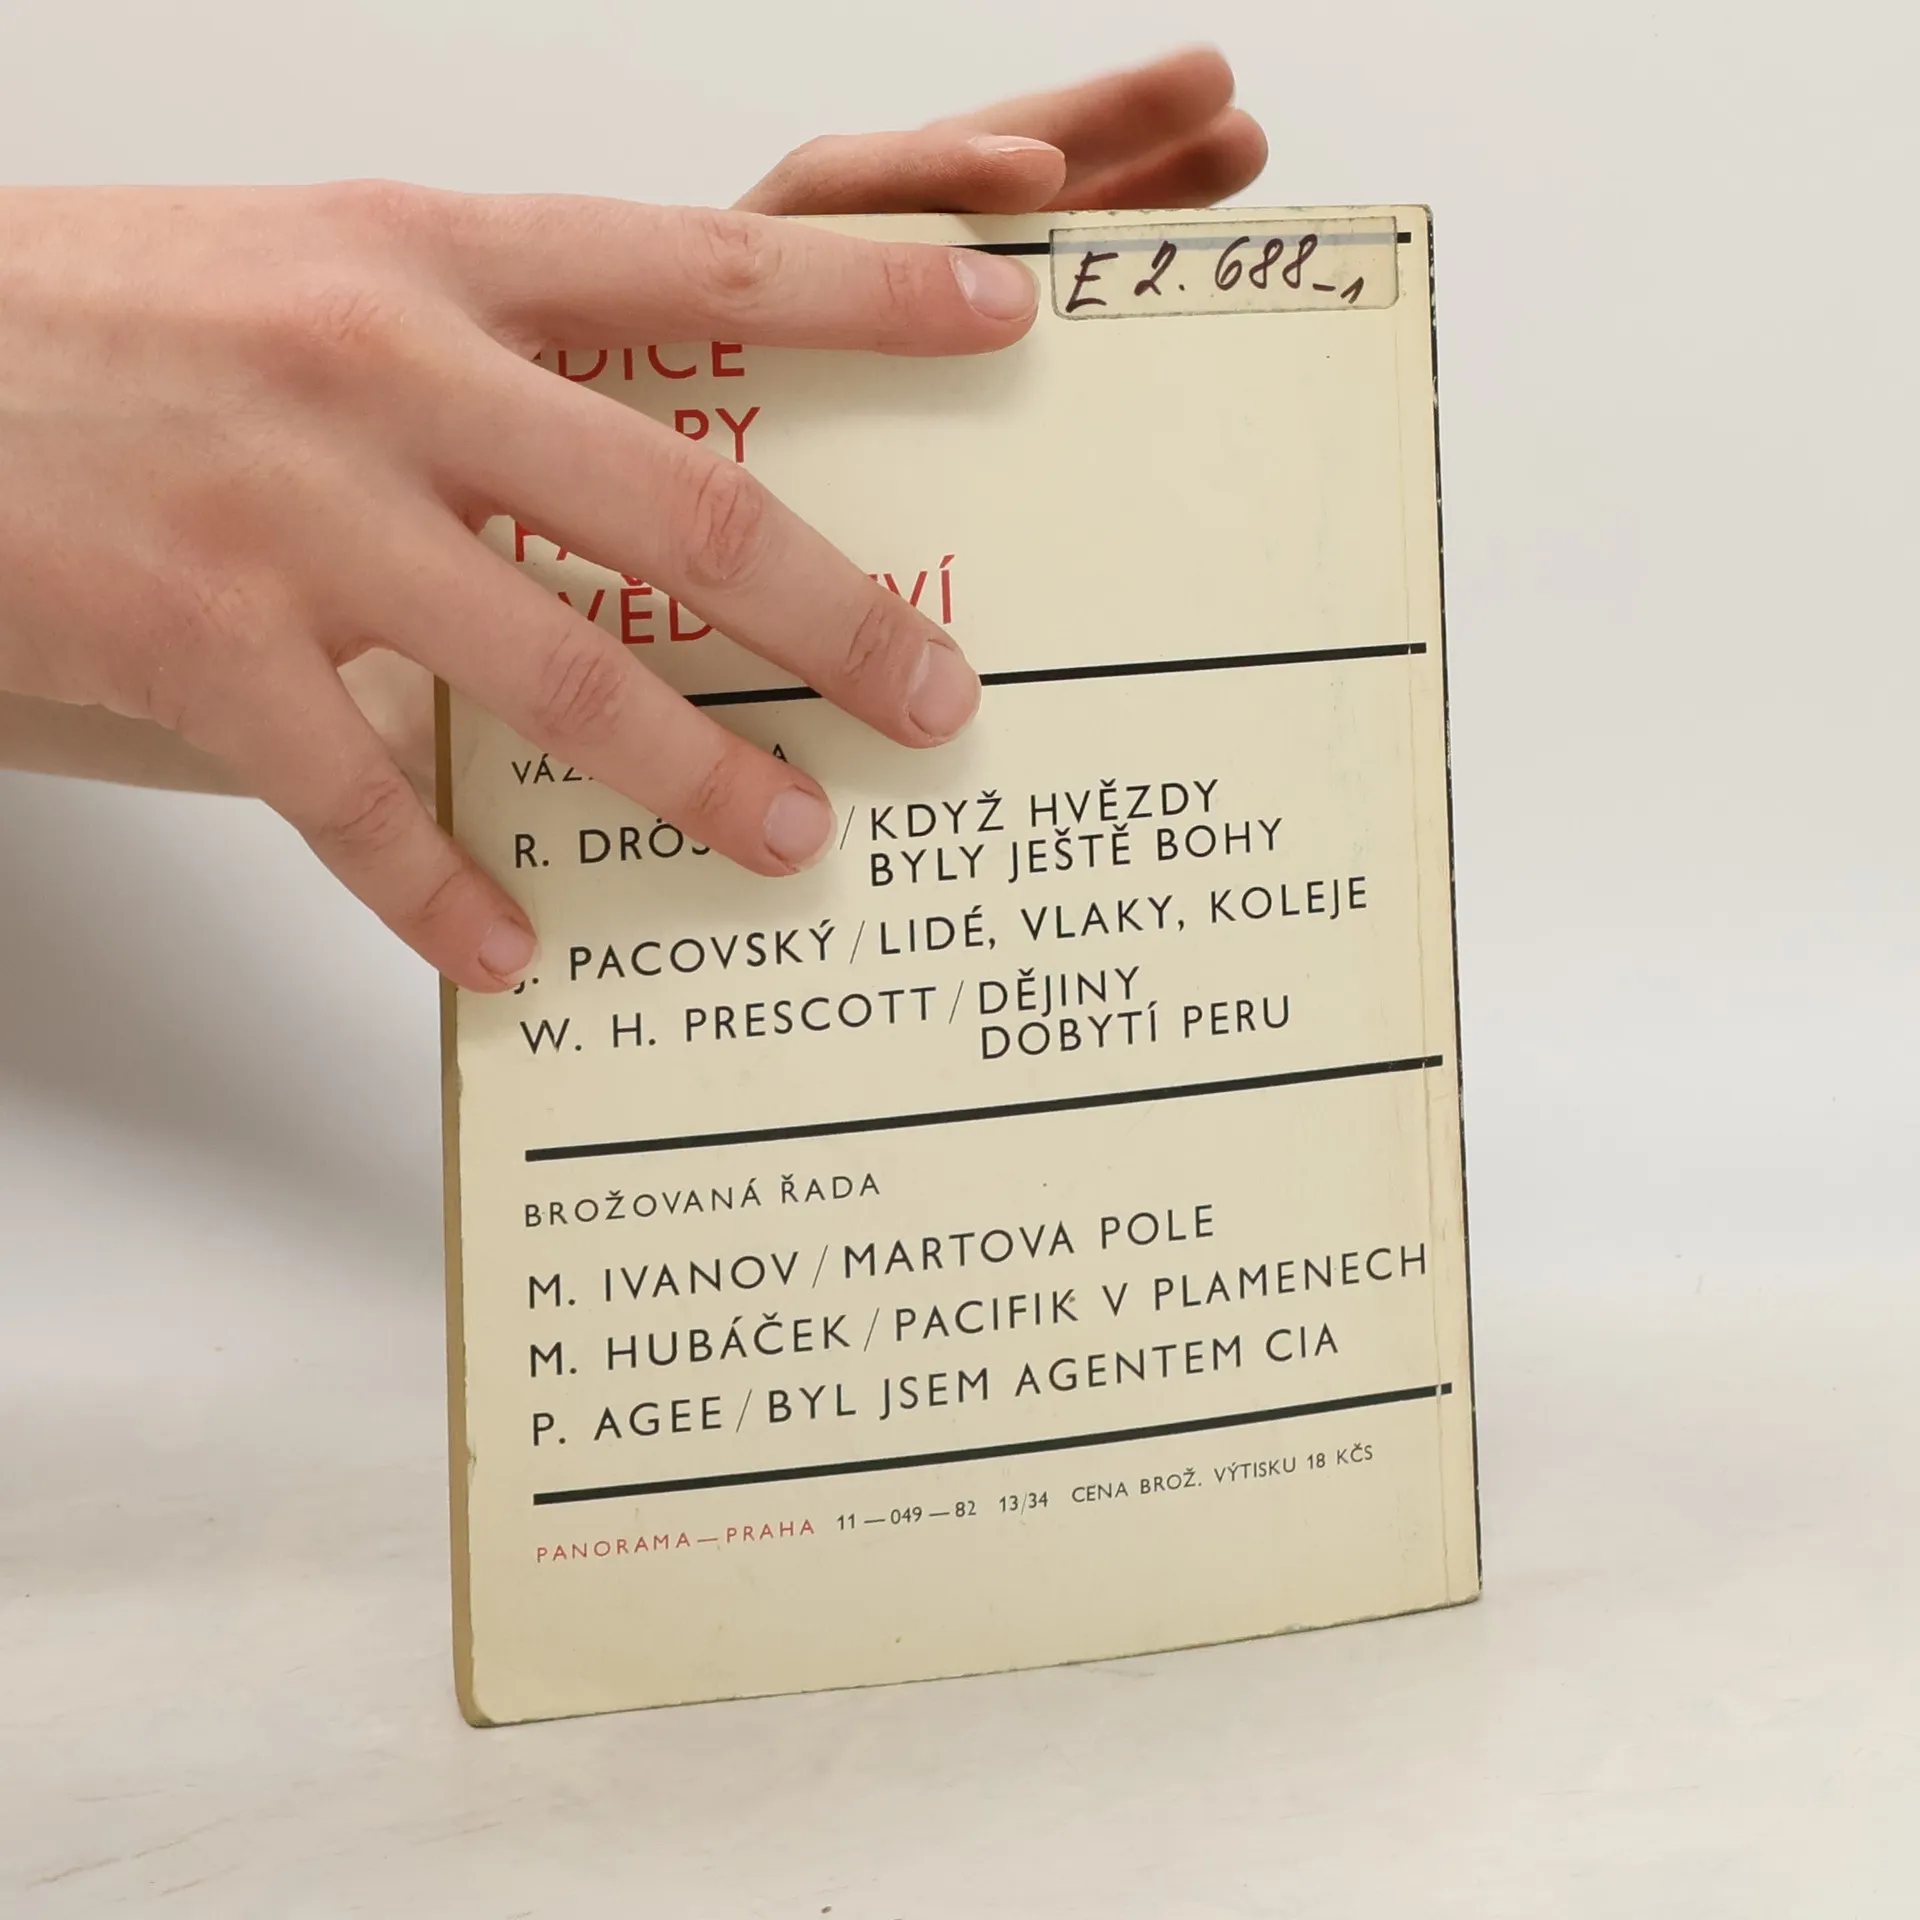 E 2. 688-1
R. / KDYŽ HVĚZDY
BYLY JEŠTĚ BOHY
J. PACOVSKÝ / LIDÉ, VLAKY, KOLEJE
W. H. PRESCOTT / DĚJINY
DOBYTÍ PERU
BROŽOVANÁ ŘADA
M. IVANOV / MARTOVA POLE
M. HUBÁČEK / PACIFIK V PLAMENECH
P. AGEE / BYL JSEM AGENTEM CIA
PANORAMA — PRAHA 11 — 049 — 82 13/34 CENA BROŽ. VÝTISKU 18 KČS